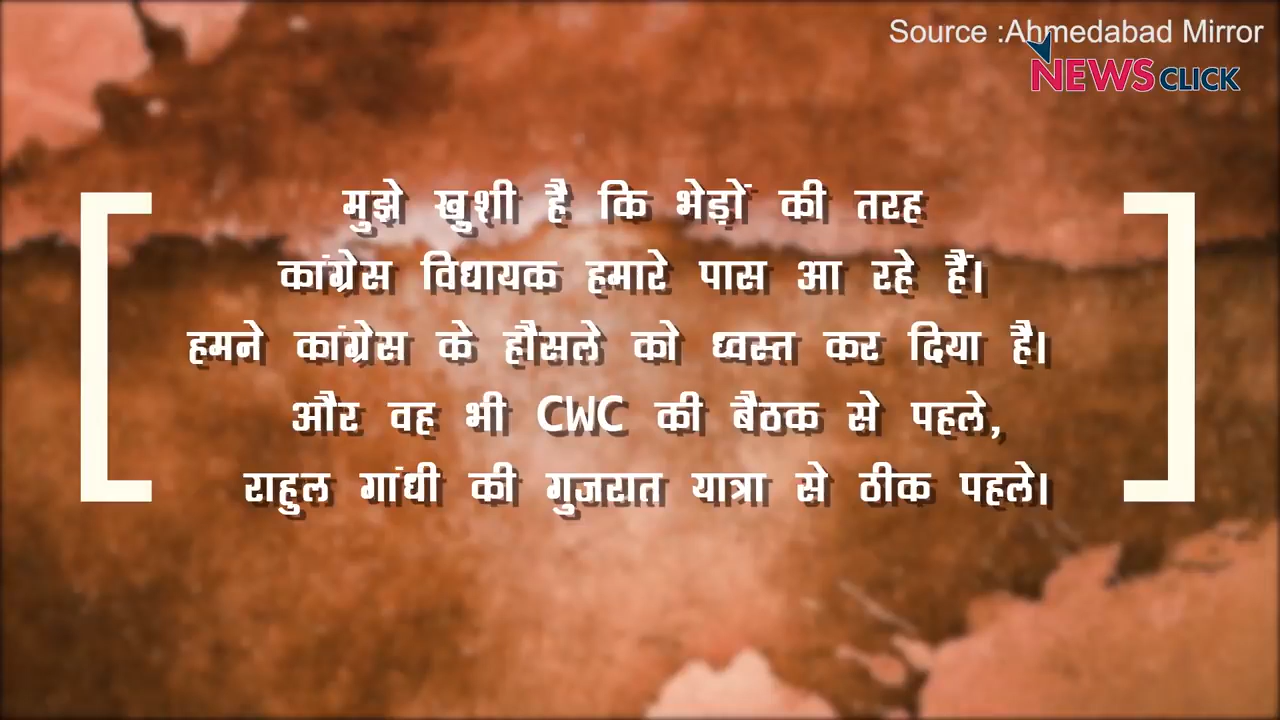 Source :Ahmedabad Mirror
NEWSCLICK
मुझे खुशी है कि भेड़ों की तरह
कांग्रेस विधायक हमारे पास आ रहे हैं।
हमने कांग्रेस के हौसले को ध्वस्त कर दिया है।
और वह भी CWC की बैठक से पहले,
राहुल गांधी की गुजरात यात्रा से ठीक पहले।